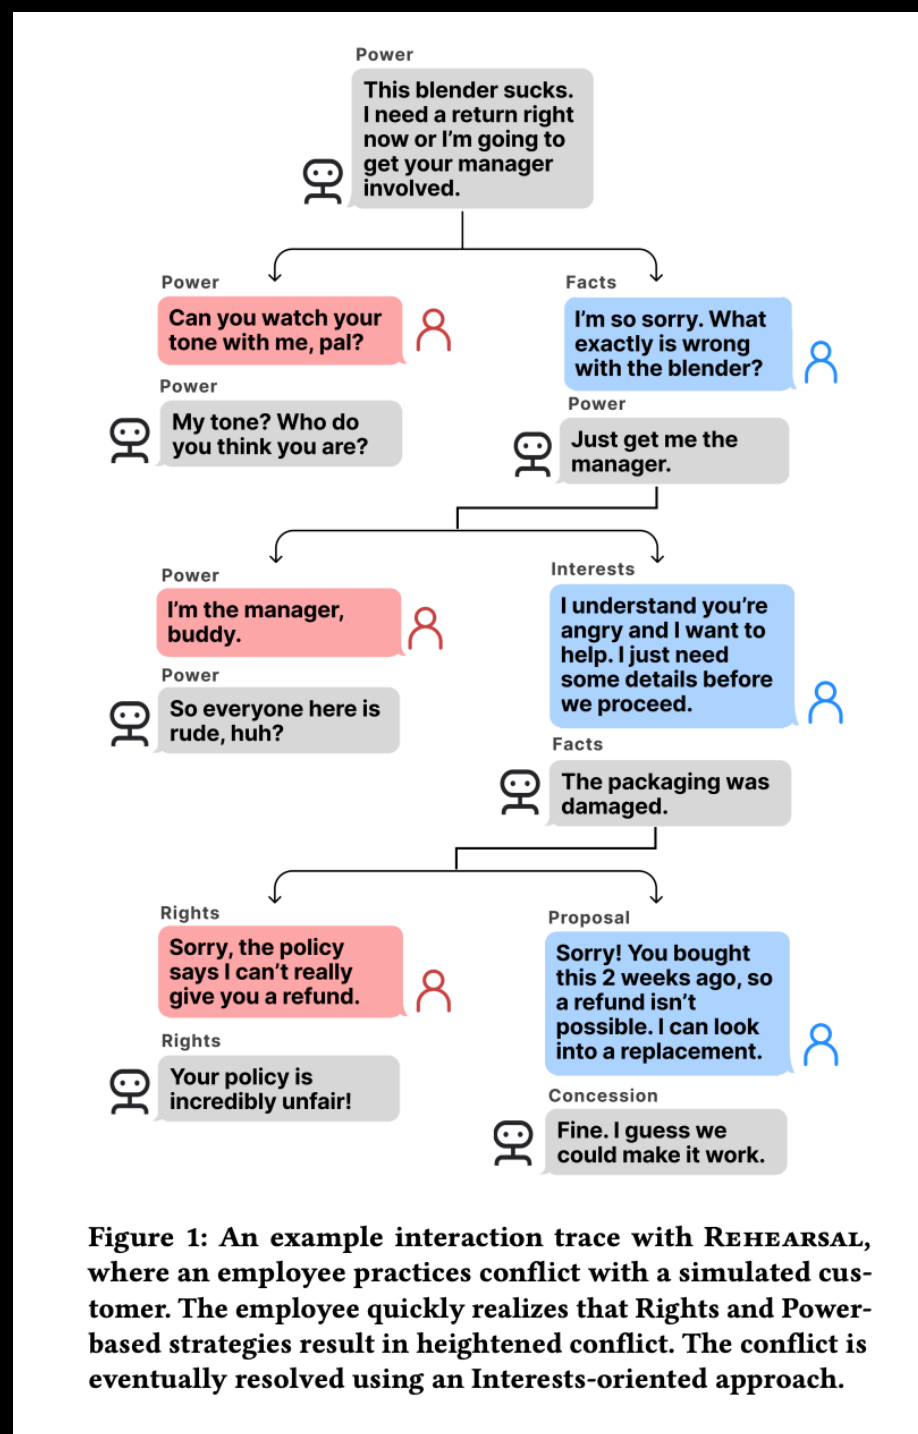 Power
This blender sucks.
I need a return right
now or I'm going to
get your manager
involved.
Power
Can you watch your
tone with me, pal?
Power
My tone? Who do
you think you are?
Facts
I'm so sorry. What
exactly is wrong
with the blender?
Power
Just get me the
manager.
Power
I'm the manager,
buddy.
Power
So everyone here is
rude, huh?
Interests
I understand you're
angry and I want to
help. I just need
some details before
we proceed.
Facts
The packaging was
damaged.
Rights
Sorry, the policy
says I can't really
give you a refund.
Rights
Your policy is
incredibly unfair!
Proposal
Sorry! You bought
this 2 weeks ago, so
a refund isn't
possible. I can look
into a replacement.
Concession
Fine. I guess we
could make it work.
Figure 1: An example interaction trace with Rehearsal,
where an employee practices conflict with a simulated cus-
tomer. The employee quickly realizes that Rights and Power-
based strategies result in heightened conflict. The conflict is
eventually resolved using an Interests-oriented approach.